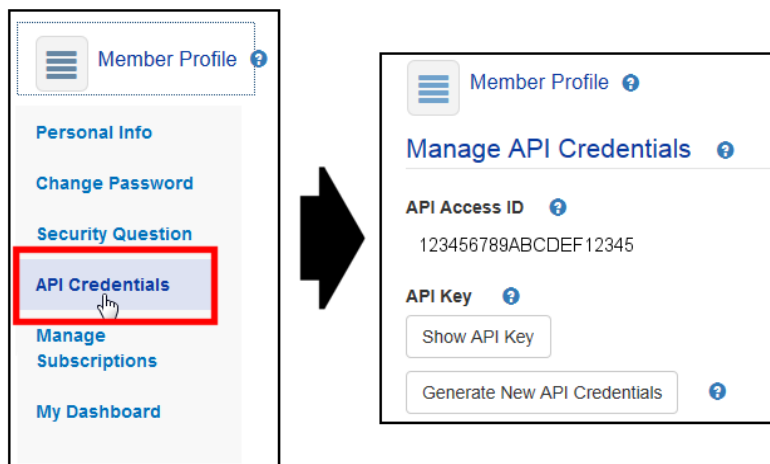 Member Profile
Personal Info
Change Password
Security Question
API Credentials
Manage
Subscriptions
My Dashboard
Member Profile
Manage API Credentials
API Access ID
123456789ABCDEF12345
API Key
Show API Key
Generate New API Credentials